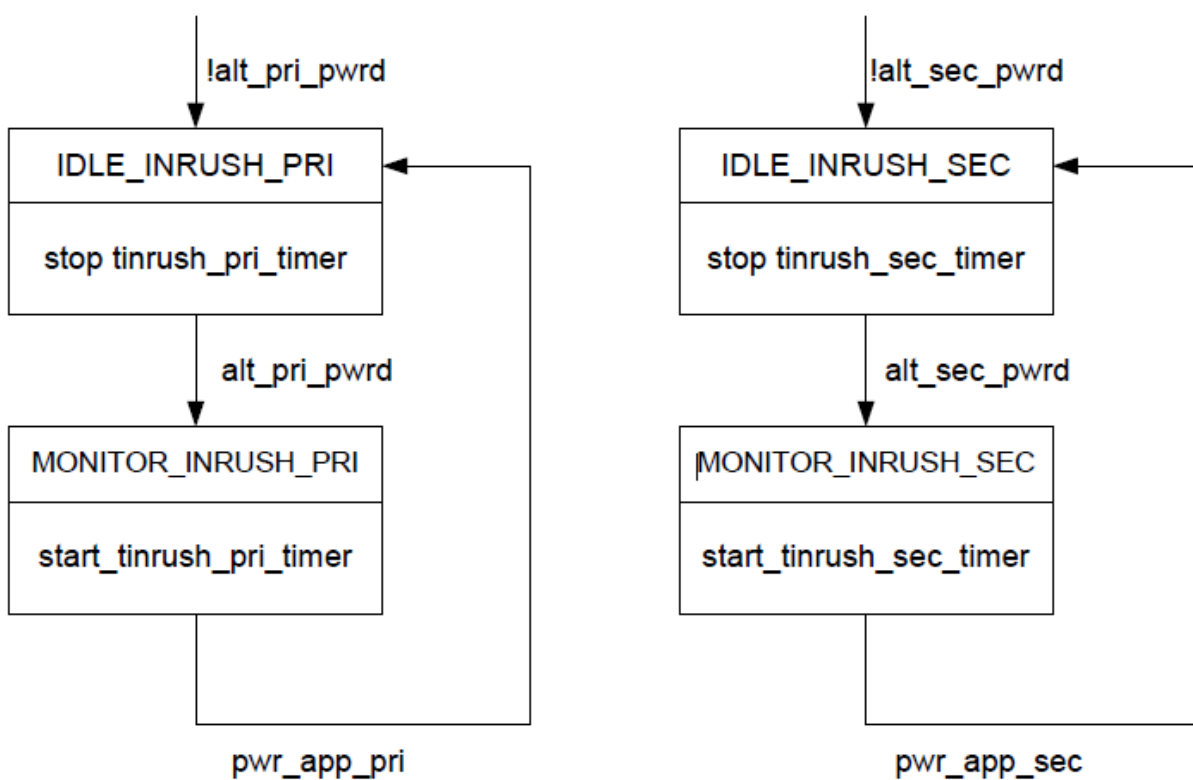 !alt_pri_pwrd
IDLE_INRUSH_PRI
stop tinrush_pri_timer
alt_pri_pwrd
MONITOR_INRUSH_PRI
start_tinrush_pri_timer
pwr_app_pri
!alt_sec_pwrd
IDLE_INRUSH_SEC
stop tinrush_sec_timer
alt_sec_pwrd
MONITOR_INRUSH_SEC
start_tinrush_sec_timer
pwr_app_sec